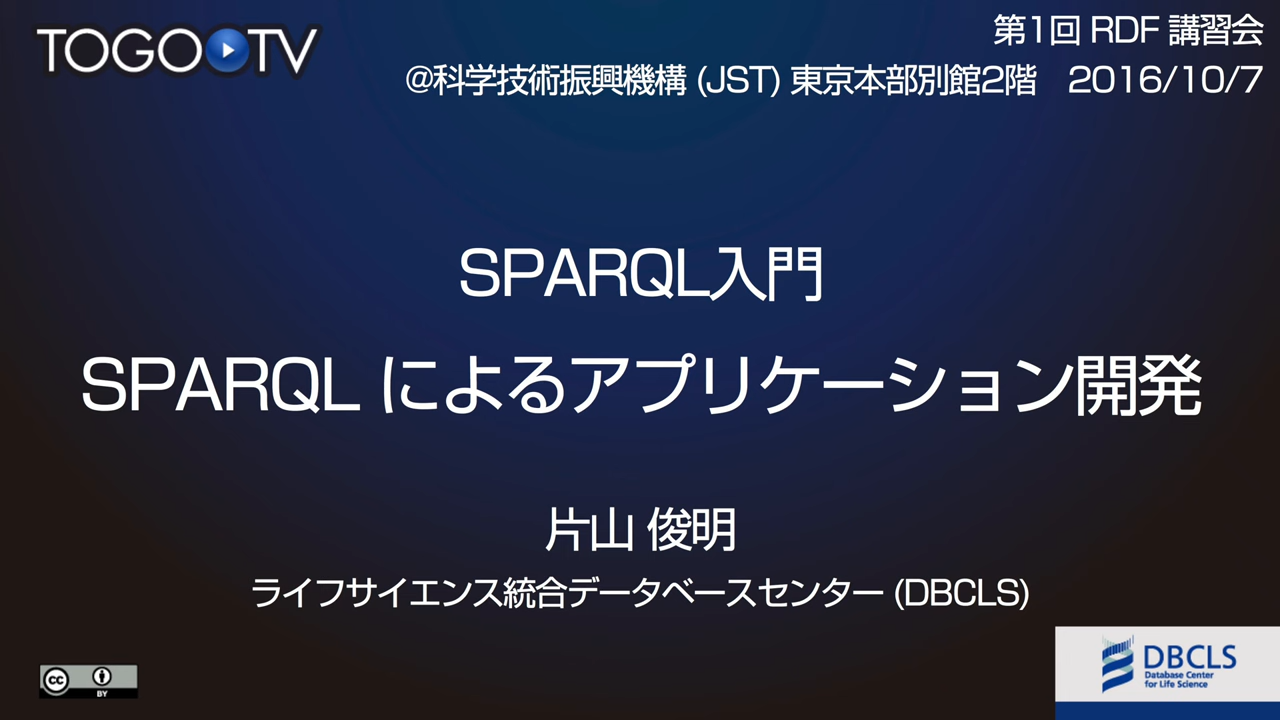 TOGO TV
第1回 RDF 講習会
@科学技術振興機構 (JST) 東京本部別館2階　2016/10/7
SPARQL入門
SPARQL によるアプリケーション開発
片山 俊明
ライフサイエンス統合データベースセンター (DBCLS)
cc
BY
DBCLS
Database Center
for Life Science